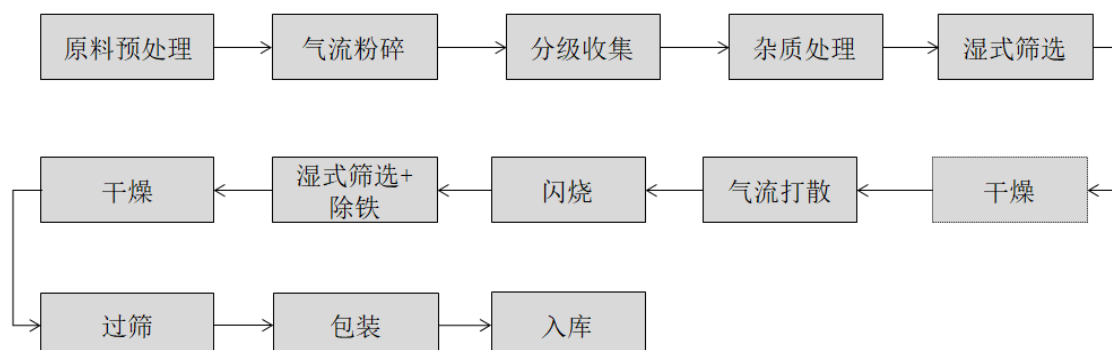 原料预处理
气流粉碎
分级收集
杂质处理
湿式筛选
干燥
气流打散
闪烧
湿式筛选+
除铁
干燥
过筛
包装
入库